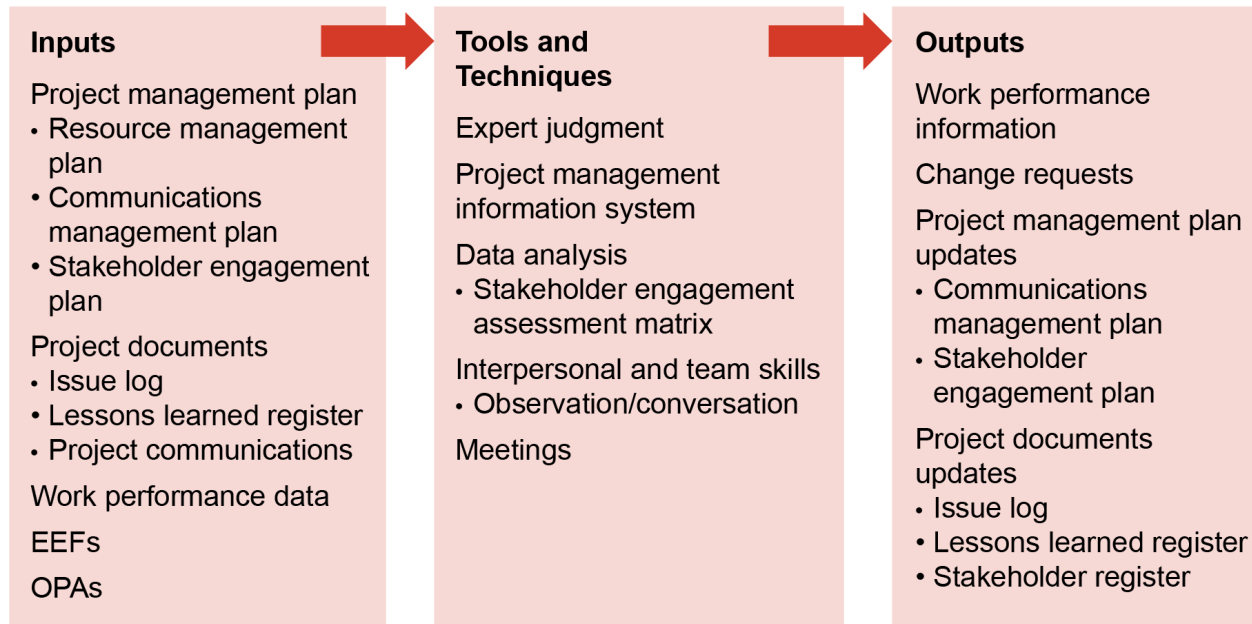 Inputs
Project management plan
• Resource management
plan
• Communications
management plan
• Stakeholder engagement
plan
Project documents
• Issue log
• Lessons learned register
• Project communications
Work performance data
EEFs
OPAs
Tools and
Techniques
Expert judgment
Project management
information system
Data analysis
• Stakeholder engagement
assessment matrix
Interpersonal and team skills
• Observation/conversation
Meetings
Outputs
Work performance
information
Change requests
Project management plan
updates
• Communications
management plan
• Stakeholder
engagement plan
Project documents
updates
• Issue log
• Lessons learned register
• Stakeholder register